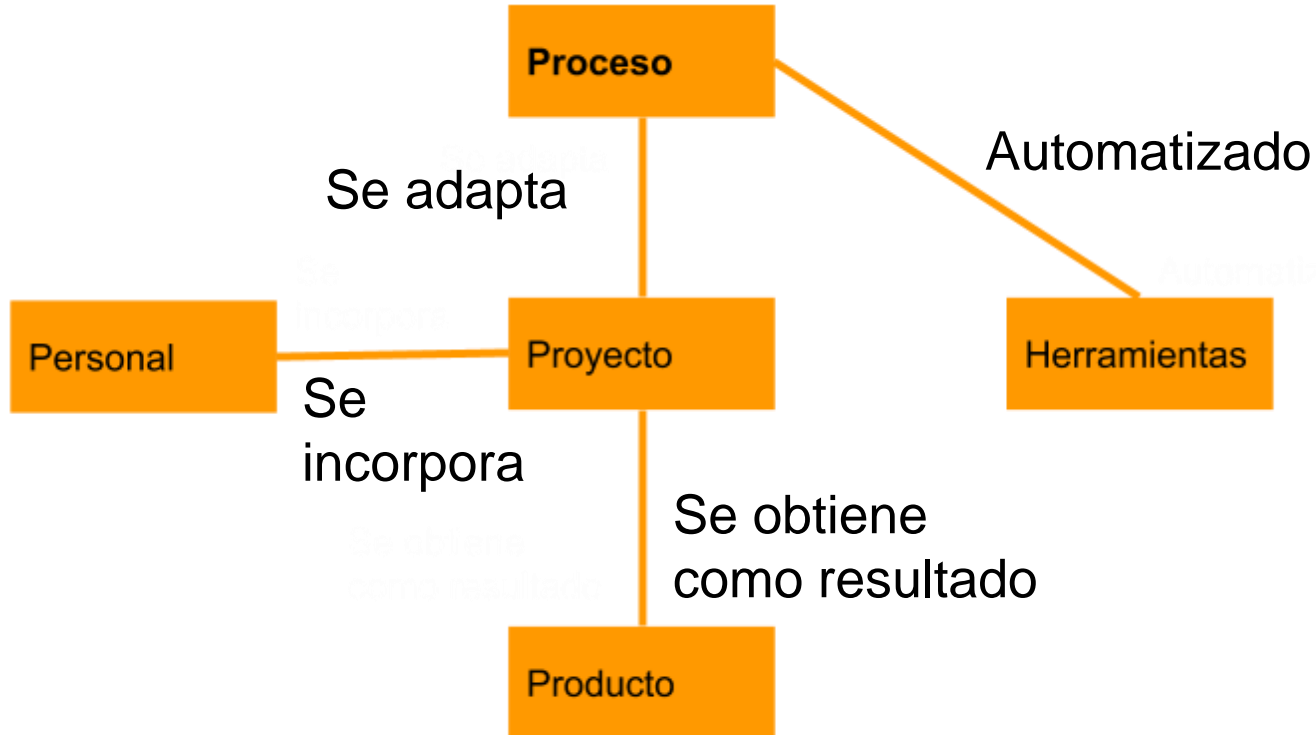 Proceso
Automatizado
Se adapta
Personal
Proyecto
Herramientas
Se
incorpora
Se obtiene
como resultado
Producto